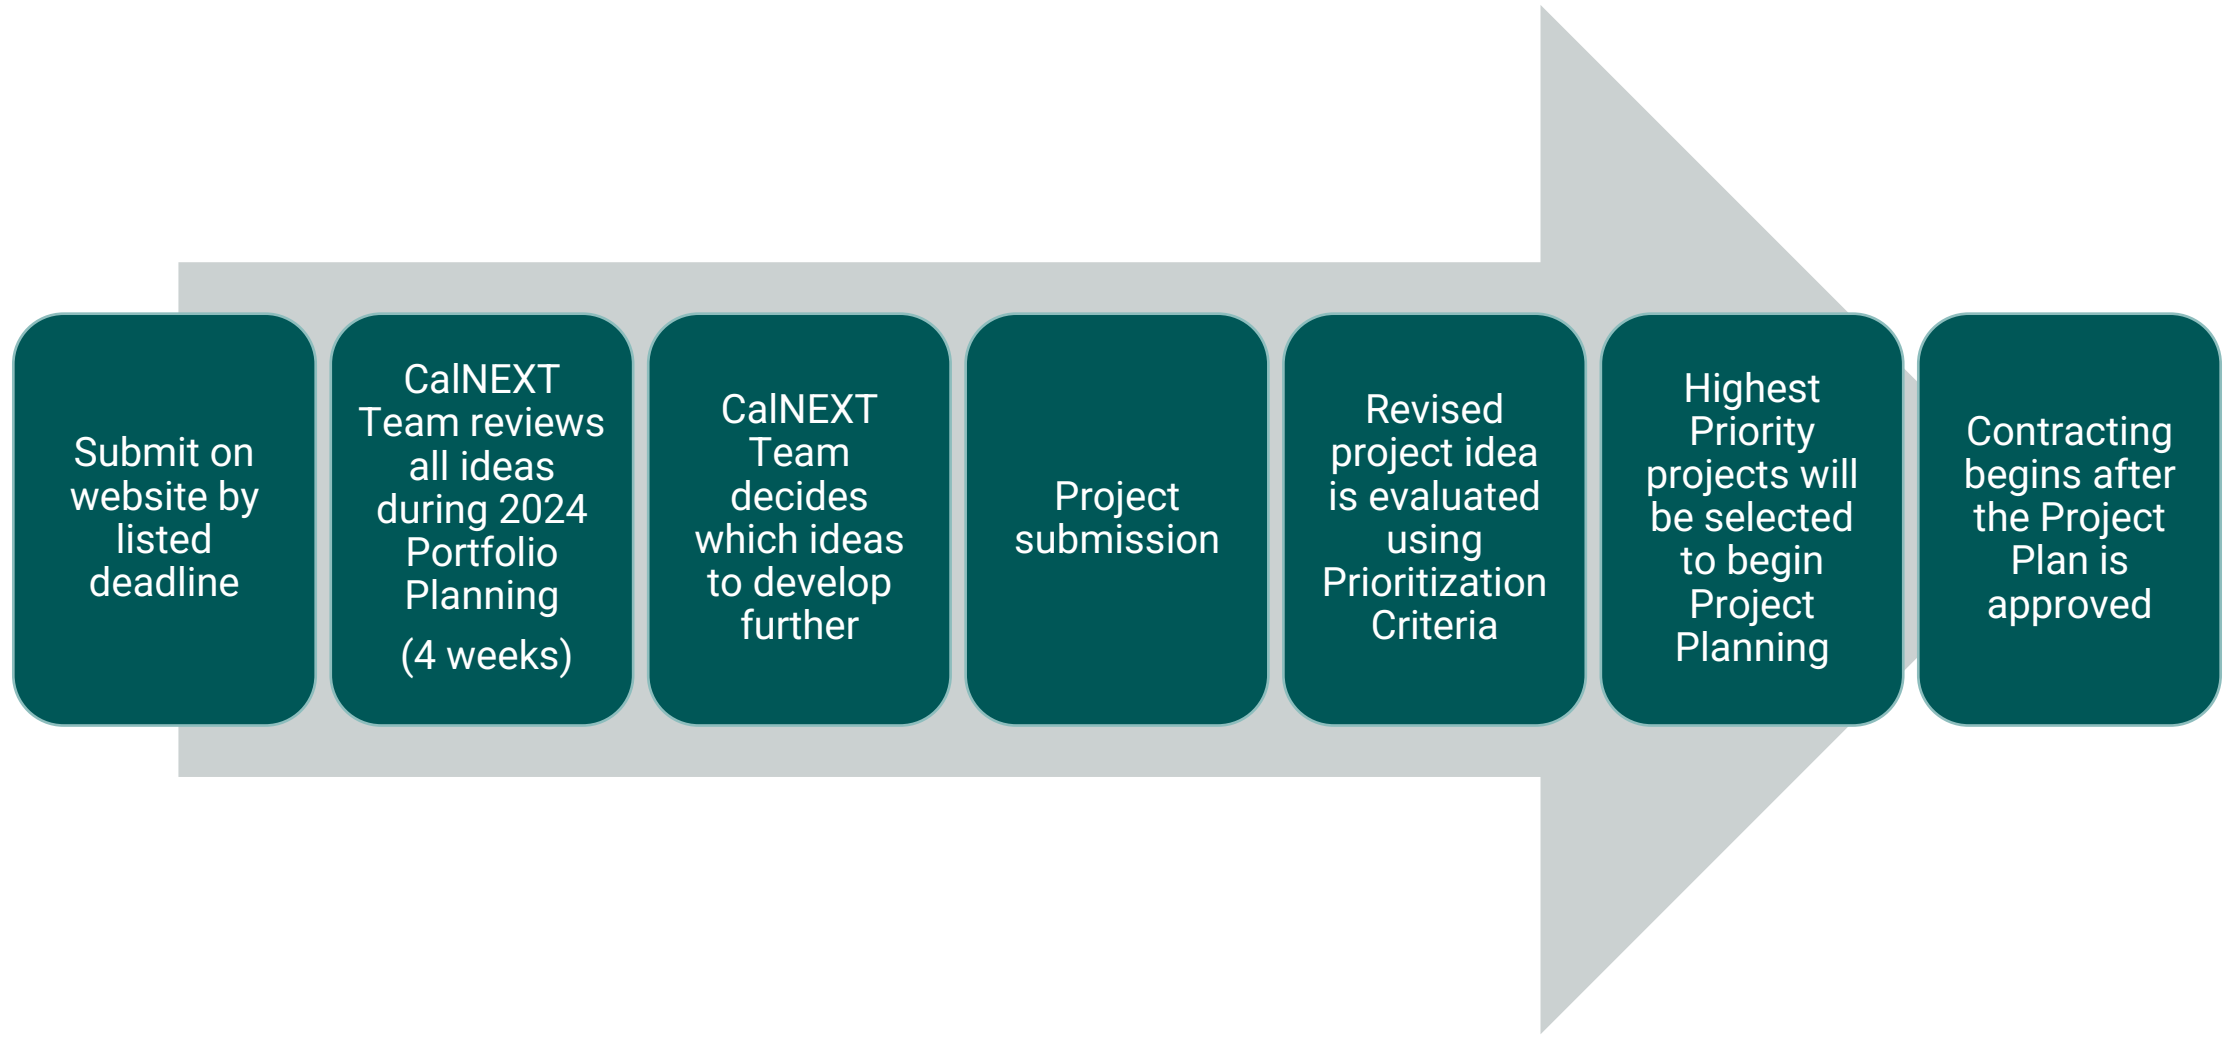 Submit on
website by
listed
deadline
CalNEXT
Team reviews
all ideas
during 2024
Portfolio
Planning
(4 weeks)
CalNEXT
Team
decides
which ideas
to develop
further
Project
submission
Revised
project idea
is evaluated
using
Prioritization
Criteria
Highest
Priority
projects will
be selected
to begin
Project
Planning
Contracting
begins after
the Project
Plan is
approved